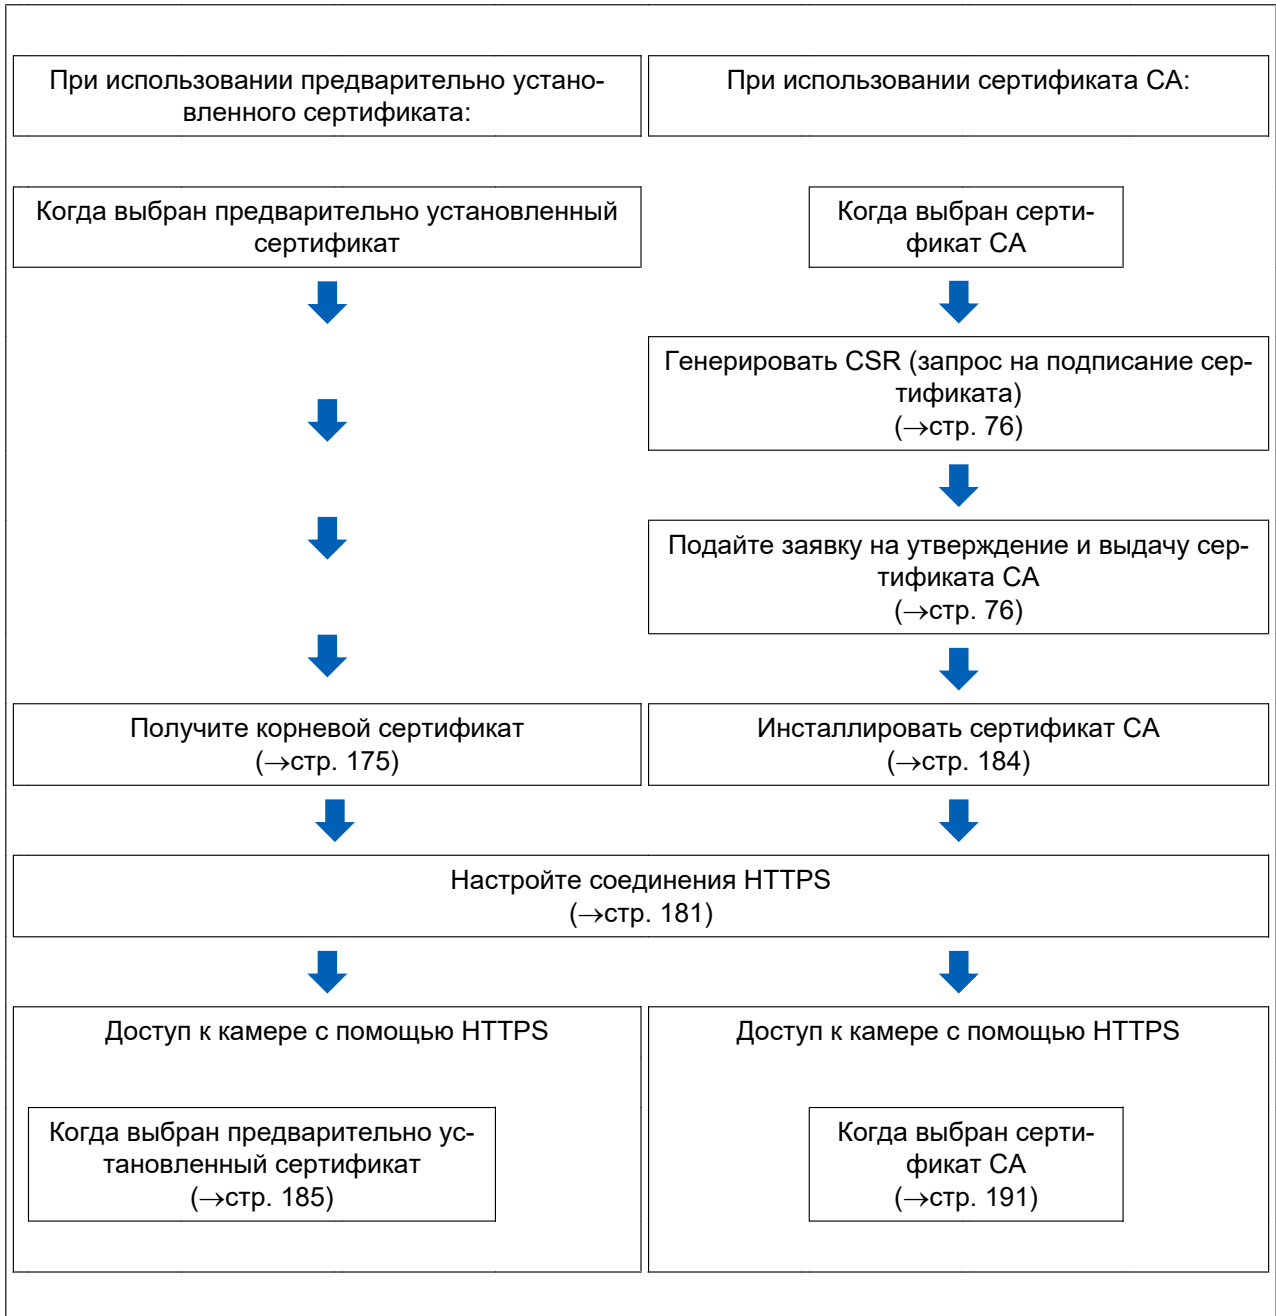 При использовании предварительно устано-
вленного сертификата:
При использовании сертификата CA:
Когда выбран предварительно установленный
сертификат
Когда выбран серти-
фикат CA
Генерировать CSR (запрос на подписание сер-
тификата)
(→стр. 76)
Подайте заявку на утверждение и выдачу сер-
тификата CA
(→стр. 76)
Получите корневой сертификат
(→стр. 175)
Инсталлировать сертификат CA
(→стр. 184)
Настройте соединения HTTPS
(→стр. 181)
Доступ к камере с помощью HTTPS
Когда выбран предварительно ус-
тановленный сертификат
(→стр. 185)
Доступ к камере с помощью HTTPS
Когда выбран серти-
фикат CA
(→стр. 191)